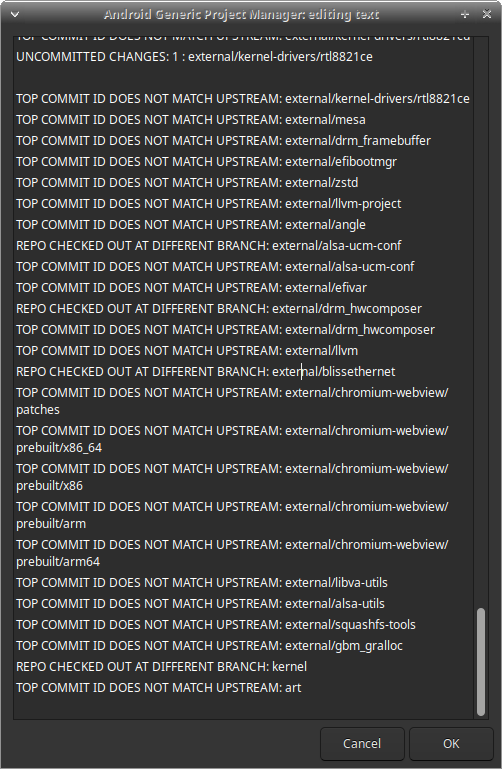 Android Generic Project Manager: editing text
TOP COMMIT ID DOES NOT MATCH UPSTREAM: external/kernel-drivers/rtl8821cu
UNCOMMITTED CHANGES: 1 : external/kernel-drivers/rtl8821ce
TOP COMMIT ID DOES NOT MATCH UPSTREAM: external/kernel-drivers/rtl8821ce
TOP COMMIT ID DOES NOT MATCH UPSTREAM: external/mesa
TOP COMMIT ID DOES NOT MATCH UPSTREAM: external/drm_framebuffer
TOP COMMIT ID DOES NOT MATCH UPSTREAM: external/efibootmgr
TOP COMMIT ID DOES NOT MATCH UPSTREAM: external/zstd
TOP COMMIT ID DOES NOT MATCH UPSTREAM: external/llvm-project
TOP COMMIT ID DOES NOT MATCH UPSTREAM: external/angle
REPO CHECKED OUT AT DIFFERENT BRANCH: external/alsa-ucm-conf
TOP COMMIT ID DOES NOT MATCH UPSTREAM: external/alsa-ucm-conf
TOP COMMIT ID DOES NOT MATCH UPSTREAM: external/efivar
REPO CHECKED OUT AT DIFFERENT BRANCH: external/drm_hwcomposer
TOP COMMIT ID DOES NOT MATCH UPSTREAM: external/drm_hwcomposer
TOP COMMIT ID DOES NOT MATCH UPSTREAM: external/llvm
REPO CHECKED OUT AT DIFFERENT BRANCH: external/blissethernet
TOP COMMIT ID DOES NOT MATCH UPSTREAM: external/chromium-webview/
patches
TOP COMMIT ID DOES NOT MATCH UPSTREAM: external/chromium-webview/
prebuilt/x86_64
TOP COMMIT ID DOES NOT MATCH UPSTREAM: external/chromium-webview/
prebuilt/x86
TOP COMMIT ID DOES NOT MATCH UPSTREAM: external/chromium-webview/
prebuilt/arm
TOP COMMIT ID DOES NOT MATCH UPSTREAM: external/chromium-webview/
prebuilt/arm64
TOP COMMIT ID DOES NOT MATCH UPSTREAM: external/libva-utils
TOP COMMIT ID DOES NOT MATCH UPSTREAM: external/alsa-utils
TOP COMMIT ID DOES NOT MATCH UPSTREAM: external/squashfs-tools
TOP COMMIT ID DOES NOT MATCH UPSTREAM: external/gbm_gralloc
REPO CHECKED OUT AT DIFFERENT BRANCH: kernel
TOP COMMIT ID DOES NOT MATCH UPSTREAM: art
Cancel
OK